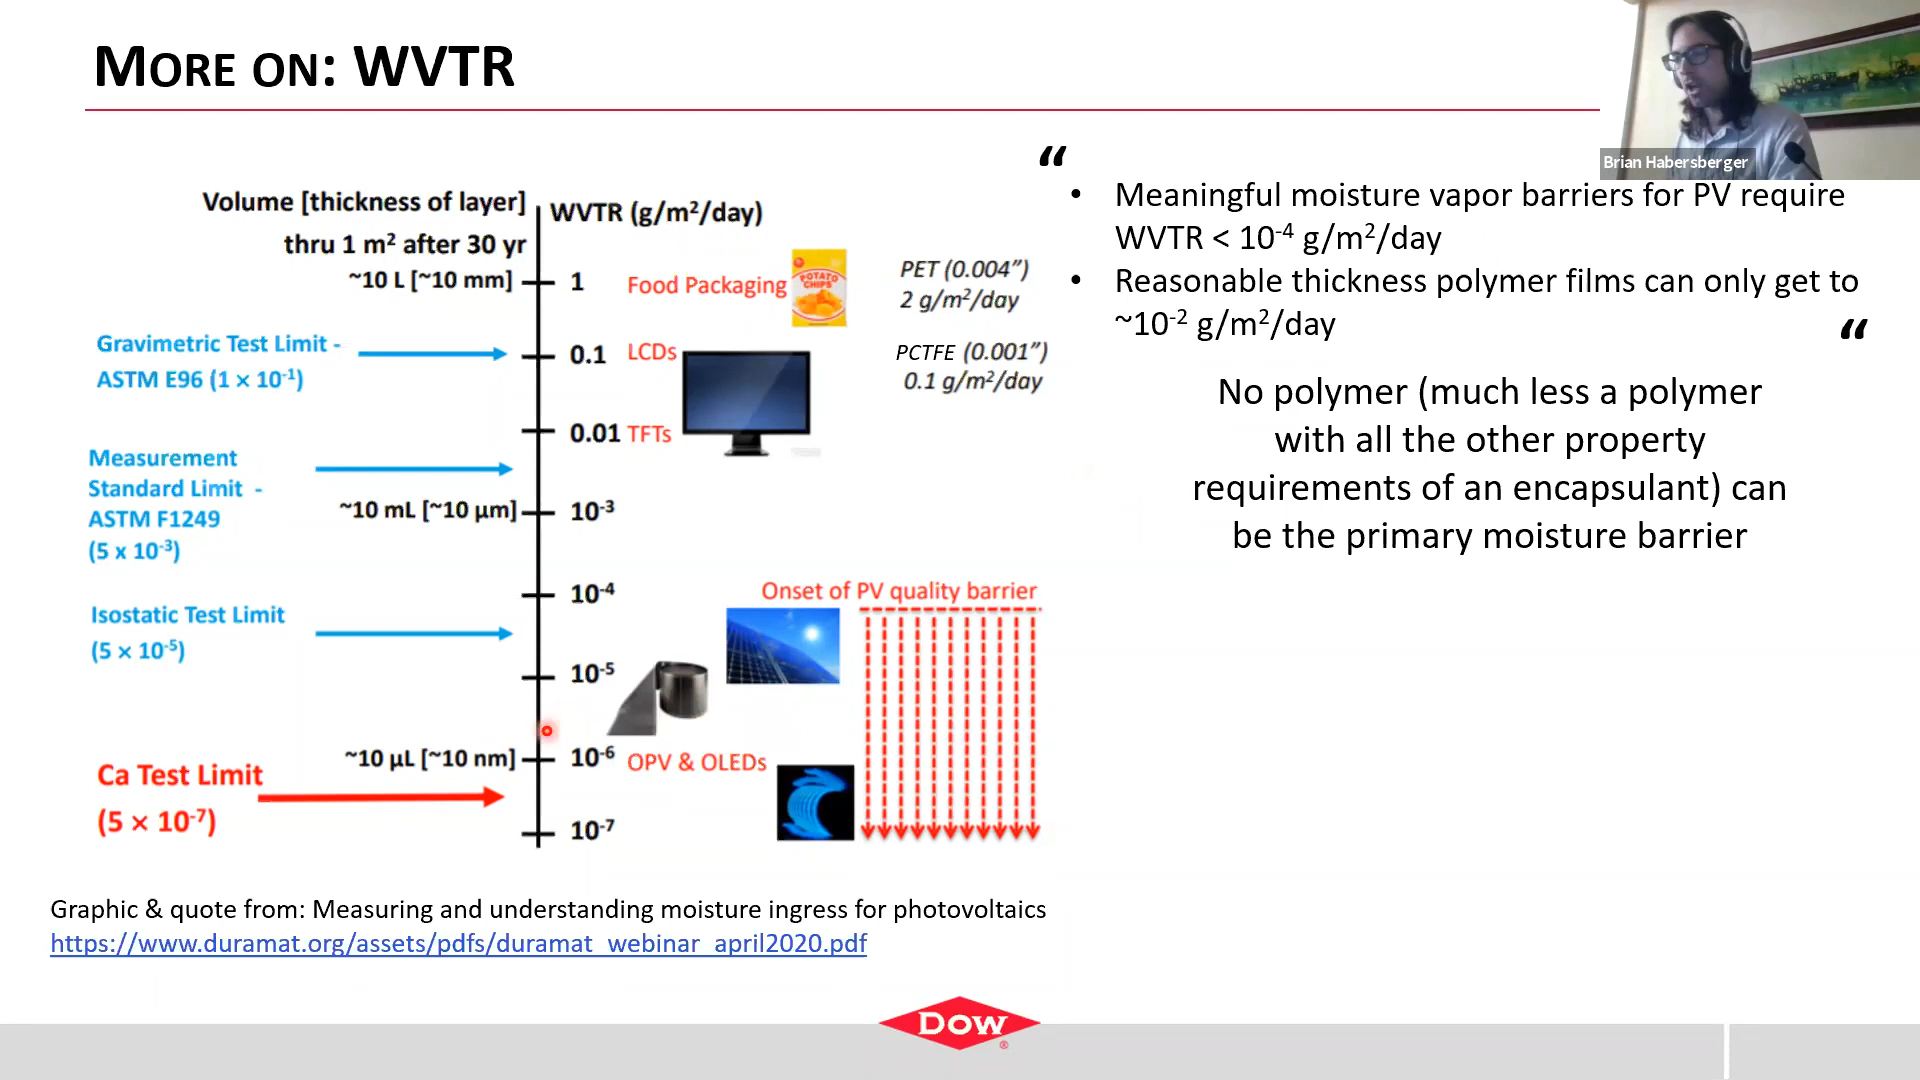 MORE ON: WVTR
Brian Habersberger
Volume [thickness of layer]
thru 1 m² after 30 yr
WVTR (g/m²/day)
~10 L [~10 mm]
1
Food Packaging
POTATO
CHIPS
PET (0.004″)
2 g/m²/day
Gravimetric Test Limit -
ASTM E96 (1 × 10⁻¹)
0.1
LCDs
PCTFE (0.001″)
0.1 g/m²/day
0.01
TFTs
Measurement
Standard Limit -
ASTM F1249
(5 x 10⁻³)
~10 mL [~10 μm]
10⁻³
10⁻⁴
Onset of PV quality barrier
Isostatic Test Limit
(5 × 10⁻⁵)
10⁻⁵
~10 μL [~10 nm]
10⁻⁶
OPV & OLEDs
Ca Test Limit
(5 × 10⁻⁷)
10⁻⁷
“
• Meaningful moisture vapor barriers for PV require
WVTR < 10⁻⁴ g/m²/day
• Reasonable thickness polymer films can only get to
~10⁻² g/m²/day
“
No polymer (much less a polymer
with all the other property
requirements of an encapsulant) can
be the primary moisture barrier
Graphic & quote from: Measuring and understanding moisture ingress for photovoltaics
https://www.duramat.org/assets/pdfs/duramat_webinar_april2020.pdf
DOW
®